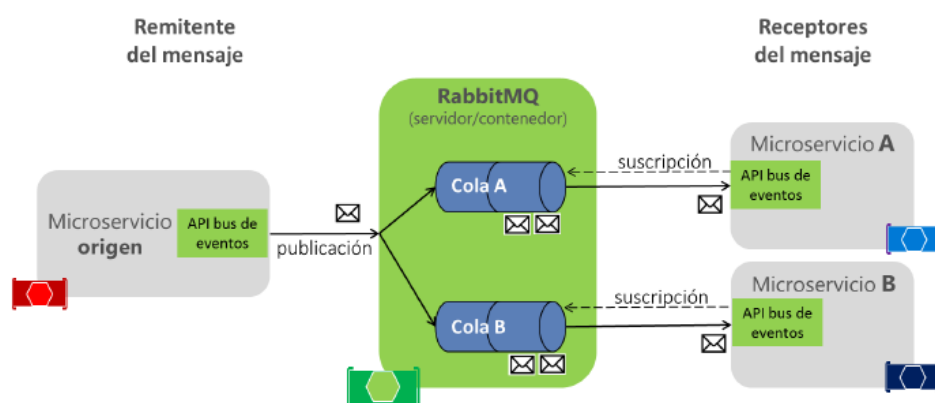 Remitente
del mensaje
Receptores
del mensaje
RabbitMQ
(servidor/contenedor)
Microservicio
origen
API bus de
eventos
publicación
Cola A
Cola B
suscripción
suscripción
Microservicio A
API bus de
eventos
Microservicio B
API bus de
eventos